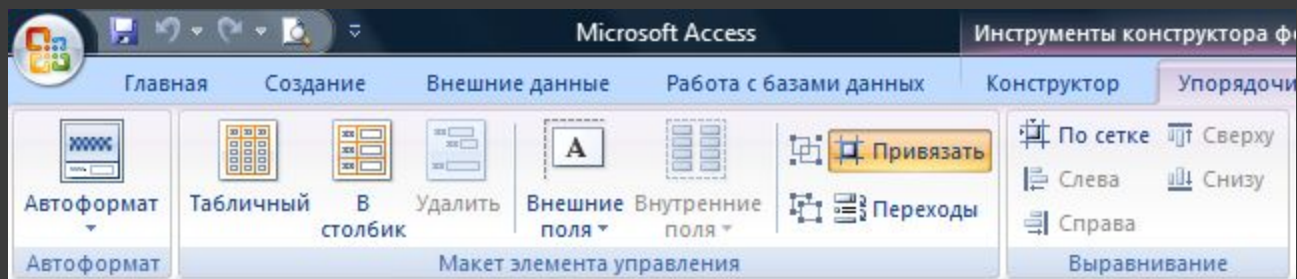 Microsoft Access
Инструменты конструктора ф
Главная Создание Внешние данные Работа с базами данных Конструктор Упорядочи
Автоформат
Табличный
В столбик
Удалить
Внешние поля
A
Внутренние поля
Привязать
Переходы
По сетке
Сверху
Слева
Снизу
Справа
Автоформат
Макет элемента управления
Выравнивание